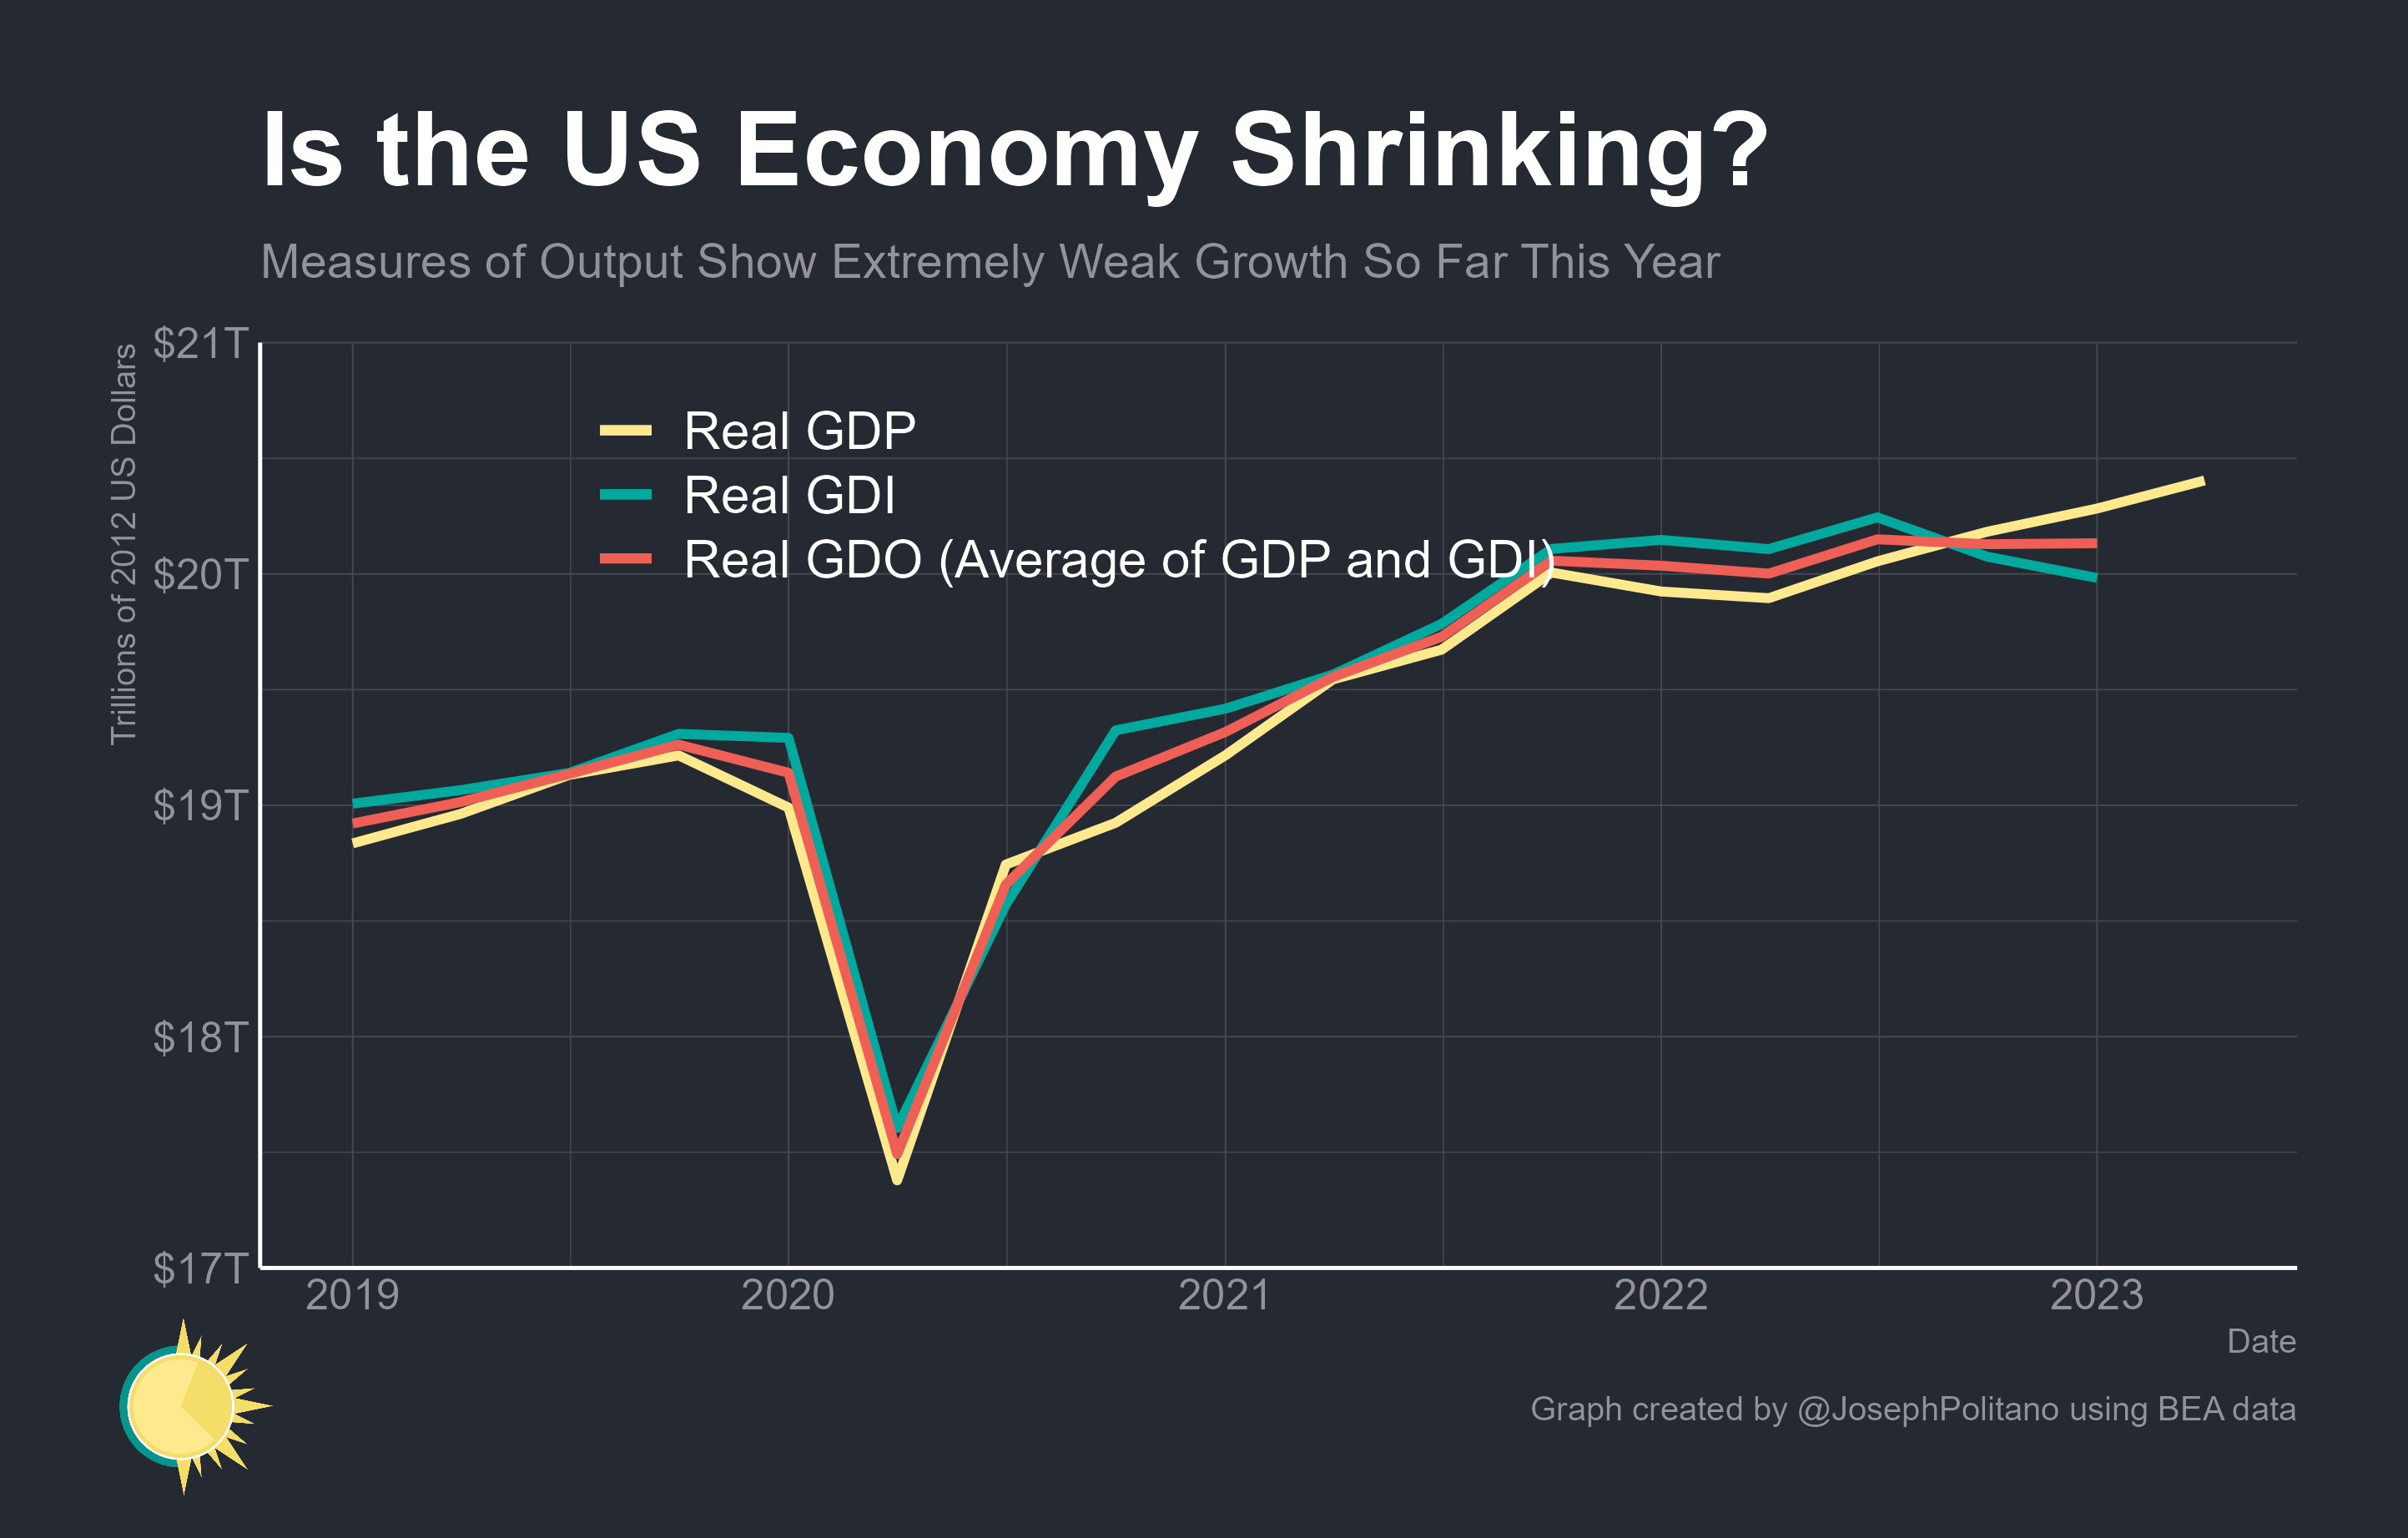 Is the US Economy Shrinking?
Measures of Output Show Extremely Weak Growth So Far This Year
Trillions of 2012 US Dollars
$21T
$20T
$19T
$18T
$17T
Real GDP
Real GDI
Real GDO (Average of GDP and GDI)
2019
2020
2021
2022
2023
Date
Graph created by @JosephPolitano using BEA data